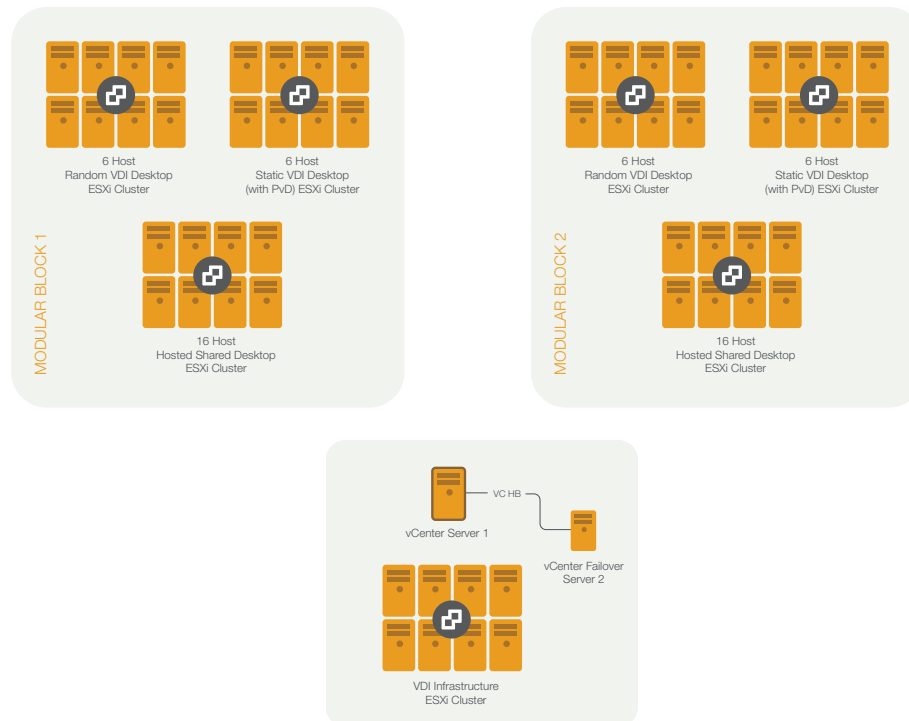 6 Host
Random VDI Desktop
ESXi Cluster
6 Host
Static VDI Desktop
(with PvD) ESXi Cluster
MODULAR BLOCK 1
16 Host
Hosted Shared Desktop
ESXi Cluster
6 Host
Random VDI Desktop
ESXi Cluster
6 Host
Static VDI Desktop
(with PvD) ESXi Cluster
MODULAR BLOCK 2
16 Host
Hosted Shared Desktop
ESXi Cluster
VC HB
vCenter Server 1
vCenter Failover
Server 2
VDI Infrastructure
ESXi Cluster